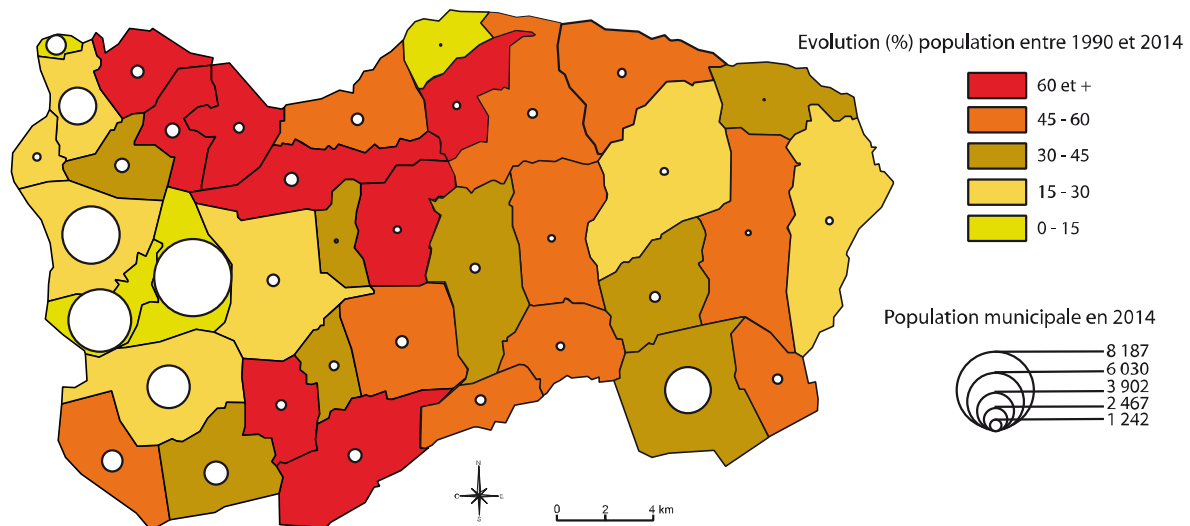 Evolution (%) population entre 1990 et 2014
60 et +
45 - 60
30 - 45
15 - 30
0 - 15
Population municipale en 2014
8 187
6 030
3 902
2 467
1 242
N
O
E
S
0 2 4 km